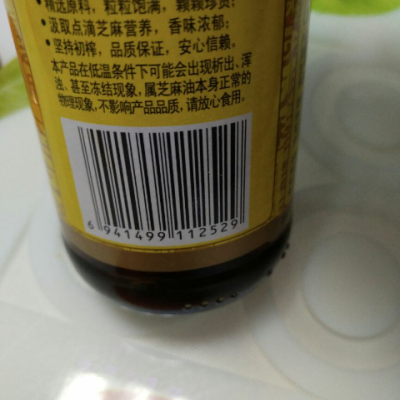 ·精选原料，粒粒饱满，颗颗珍贵；
·汲取点滴芝麻营养，香味浓郁；
·坚持初榨，品质保证，安心信赖。
本产品在低温条件下可能会出现析出、浑
浊、甚至冻结现象，属芝麻油本身正常的
物理现象，不影响产品品质，请放心食用。
6 941499 112529